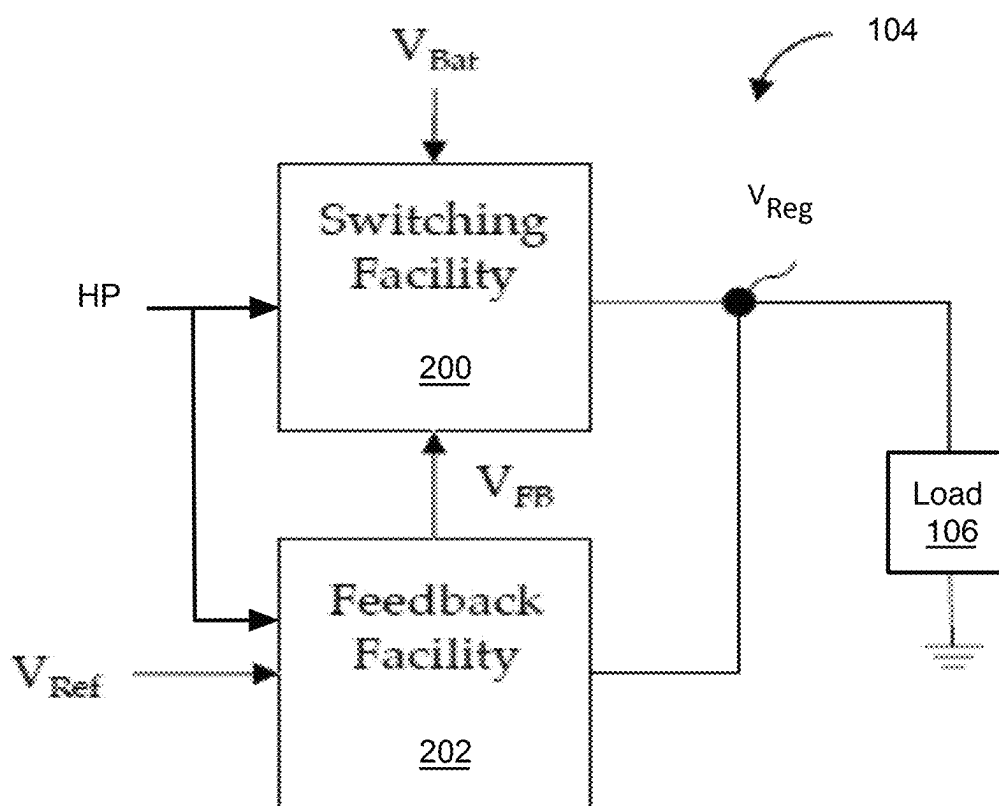 104
V_Bat
V_Reg
Switching
Facility
HP
200
V_FB
Load
106
Feedback
Facility
V_Ref
202